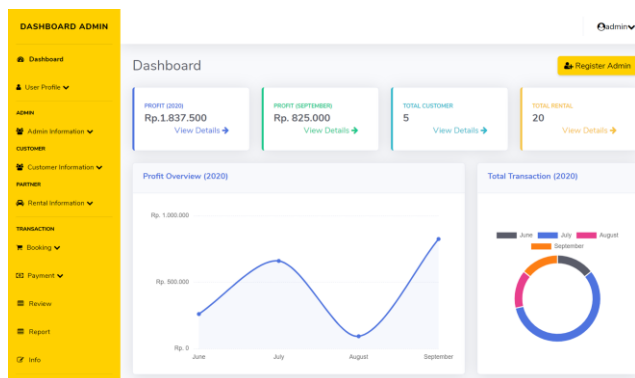 DASHBOARD ADMIN
admin
Dashboard
User Profile
ADMIN
Admin Information
CUSTOMER
Customer Information
PARTNER
Rental Information
TRANSACTION
Booking
Payment
Review
Report
Info
Dashboard
Register Admin
PROFIT (2020)
Rp.1.837.500
View Details
PROFIT (SEPTEMBER)
Rp. 825.000
View Details
TOTAL CUSTOMER
5
View Details
TOTAL RENTAL
20
View Details
Profit Overview (2020)
Rp. 1.000.000
Rp. 500.000
Rp. 0
June July August September
Total Transaction (2020)
June July August
September